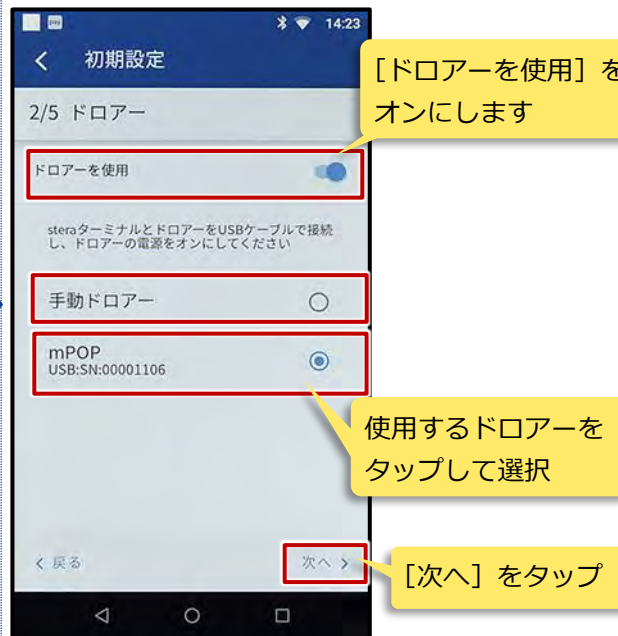 14:23
初期設定
[ドロアーを使用] を
オンにします
2/5 ドロアー
ドロアーを使用
steraターミナルとドロアーをUSBケーブルで接続
し、ドロアーの電源をオンにしてください
手動ドロアー
mPOP
USB:SN:00001106
使用するドロアーを
タップして選択
戻る
次へ
[次へ] をタップ